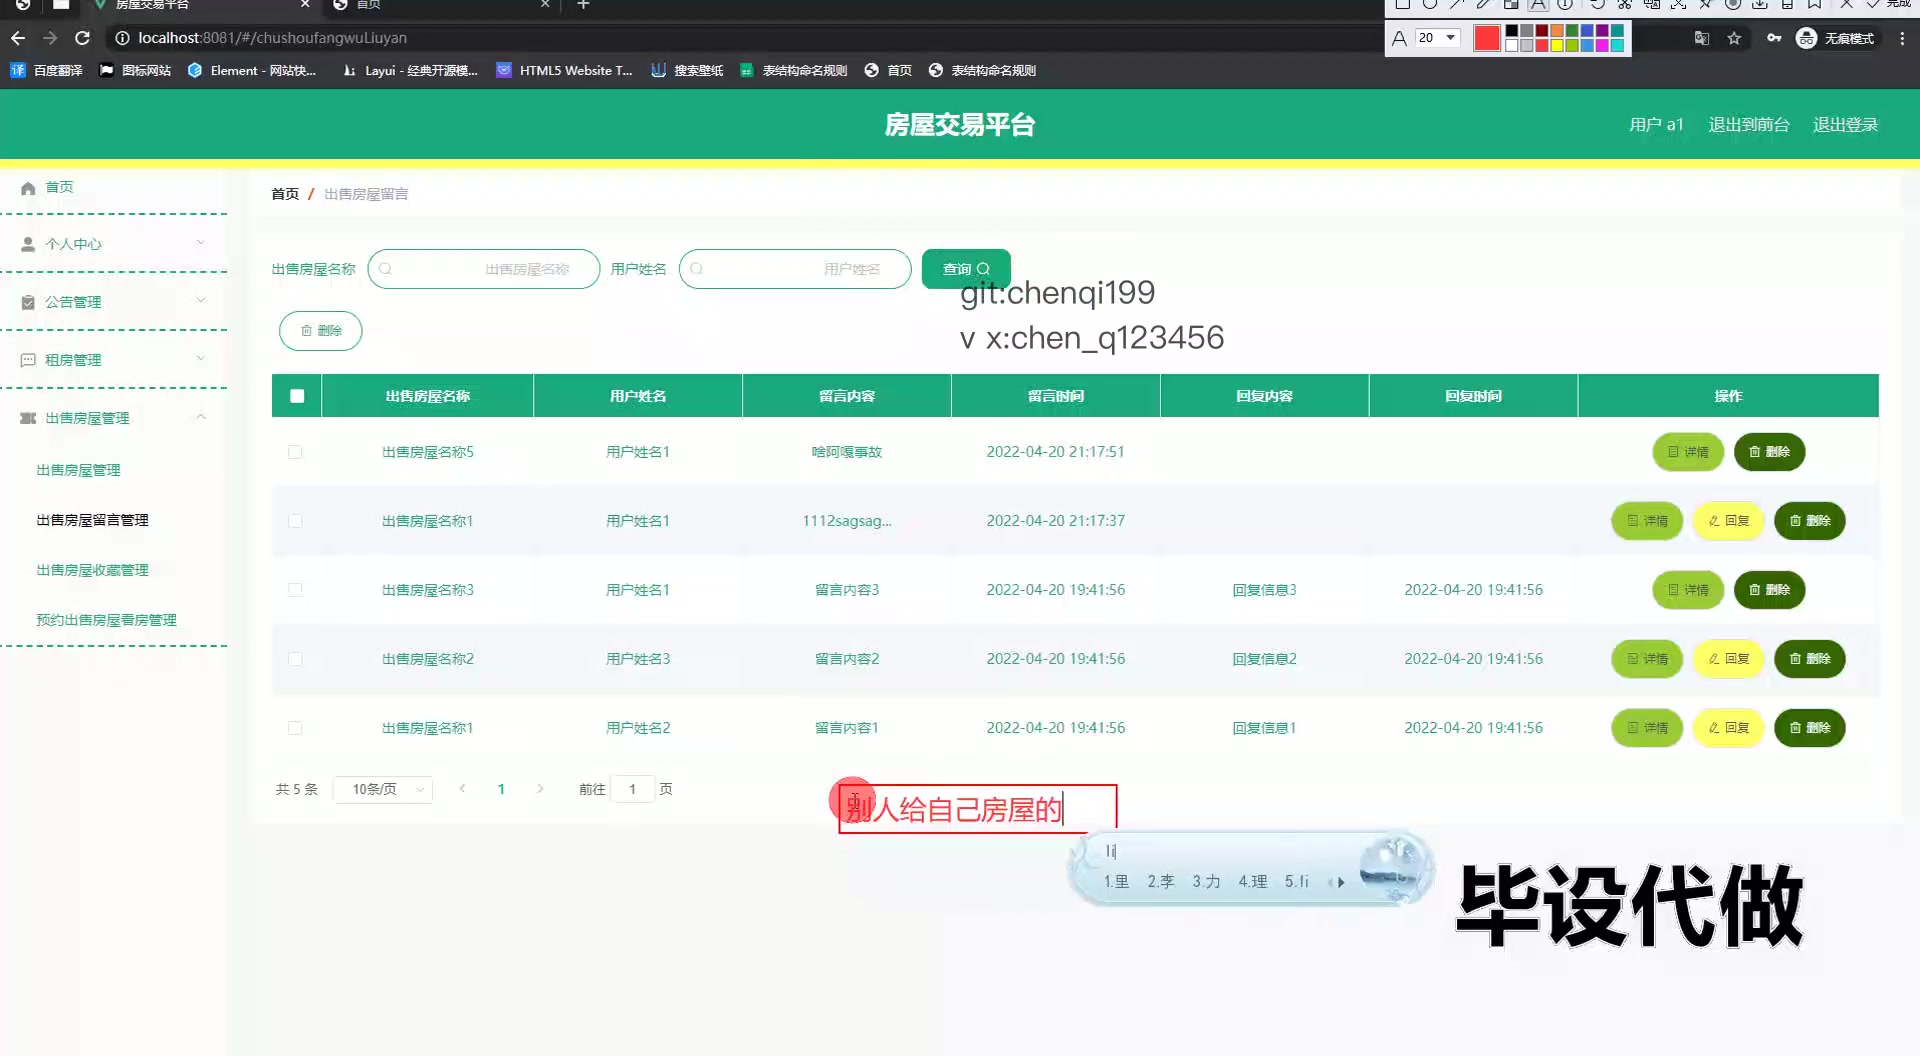 房屋交易平台
首页
完成
localhost:8081/#/chushoufangwuLiuyan
A 20
无痕模式
百度翻译 图标网站 Element - 网站快... Layui - 经典开源模... HTML5 Website T... 搜索壁纸 表结构命名规则 首页 表结构命名规则
房屋交易平台
用户 a1 退出到前台 退出登录
首页
个人中心
公告管理
租房管理
出售房屋管理
出售房屋管理
出售房屋留言管理
出售房屋收藏管理
预约出售房屋看房管理
首页 / 出售房屋留言
出售房屋名称 出售房屋名称 用户姓名 用户姓名 查询
git:chenqi199
删除
v x:chen_q123456
出售房屋名称 用户姓名 留言内容 留言时间 回复内容 回复时间 操作
出售房屋名称5 用户姓名1 啥阿嘎事故 2022-04-20 21:17:51 详情 删除
出售房屋名称1 用户姓名1 1112sagsag... 2022-04-20 21:17:37 详情 回复 删除
出售房屋名称3 用户姓名1 留言内容3 2022-04-20 19:41:56 回复信息3 2022-04-20 19:41:56 详情 删除
出售房屋名称2 用户姓名3 留言内容2 2022-04-20 19:41:56 回复信息2 2022-04-20 19:41:56 详情 回复 删除
出售房屋名称1 用户姓名2 留言内容1 2022-04-20 19:41:56 回复信息1 2022-04-20 19:41:56 详情 回复 删除
共 5 条 10条/页 1 前往 1 页
别人给自己房屋的
li
1.里 2.李 3.力 4.理 5.li
毕设代做